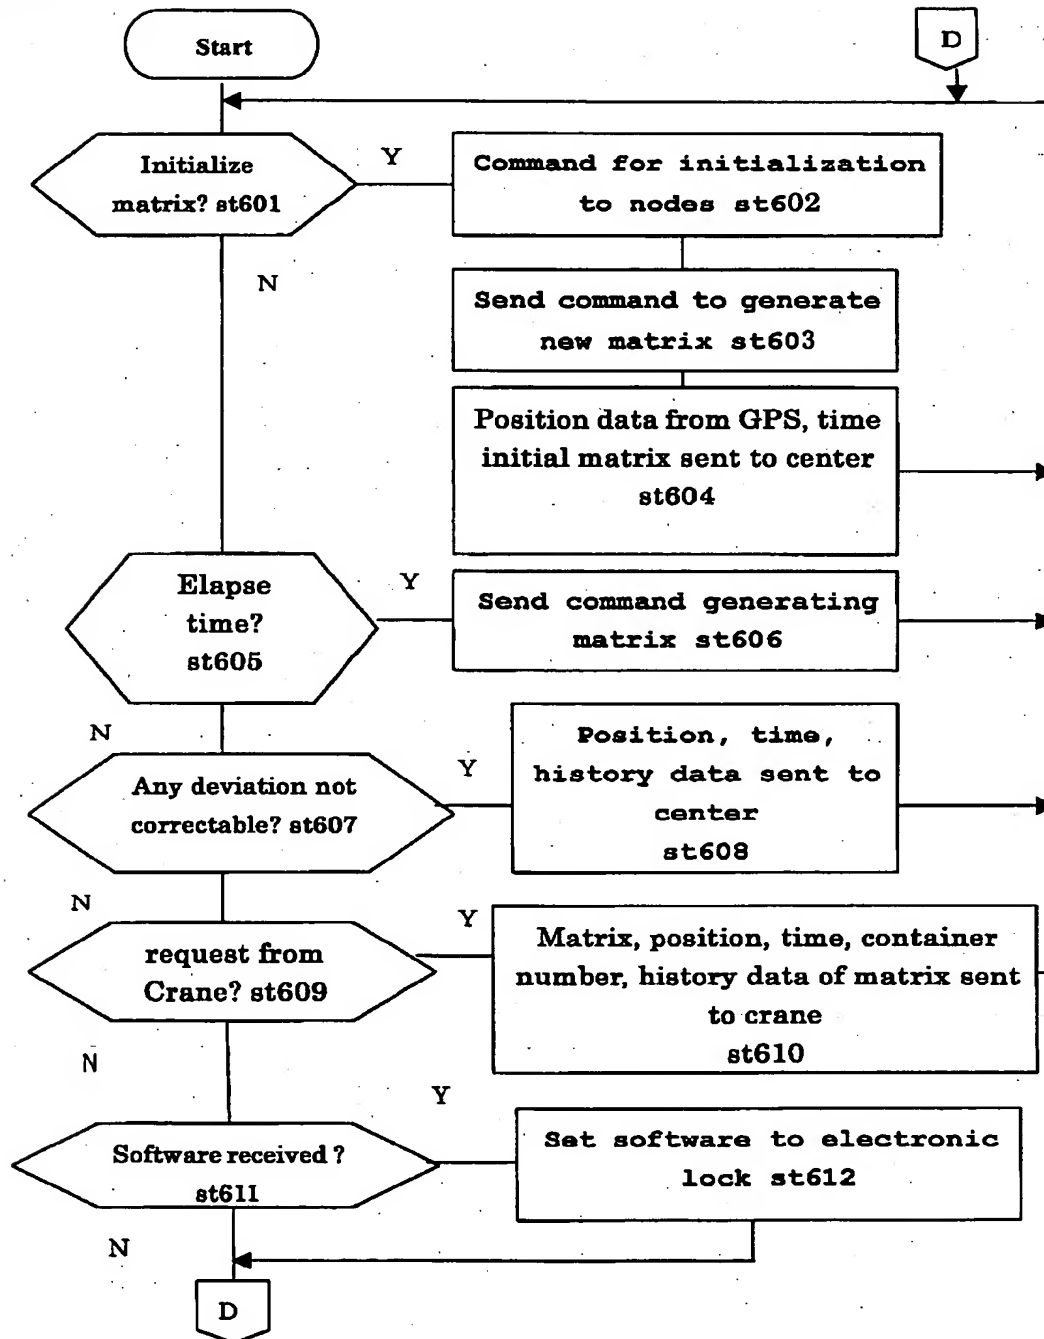 Start
D
Initialize
matrix? st601
Y
Command for initialization
to nodes st602
N
Send command to generate
new matrix st603
Position data from GPS, time
initial matrix sent to center
st604
Elapse
time?
st605
Y
Send command generating
matrix st606
N
Any deviation not
correctable? st607
Y
Position, time,
history data sent to
center
st608
N
request from
Crane? st609
Y
Matrix, position, time, container
number, history data of matrix sent
to crane
st610
N
Software received ?
st611
Y
Set software to electronic
lock st612
N
D